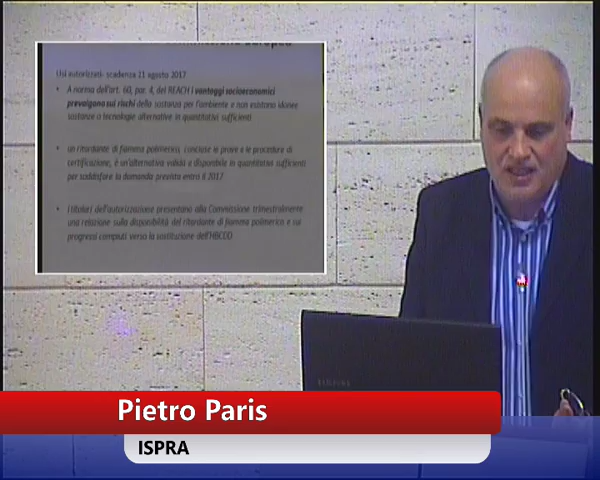 Usi autorizzati- scadenza 21 agosto 2017
• A norma dell'art. 60, par. 4, del REACH i vantaggi socioeconomici
prevalgono sui rischi della sostanza per l'ambiente e non esistono idonee
sostanze o tecnologie alternative in quantitativi sufficienti
• un ritardante di fiamma polimerico, concluse le prove e le procedure di
certificazione, è un'alternativa valida e disponibile in quantitativi sufficienti
per soddisfare la domanda prevista entro il 2017
• I titolari dell'autorizzazione presentano alla Commissione trimestralmente
una relazione sulla disponibilità del ritardante di fiamma polimerico e sui
progressi compiuti verso la sostituzione dell'HBCDD
Pietro Paris
ISPRA